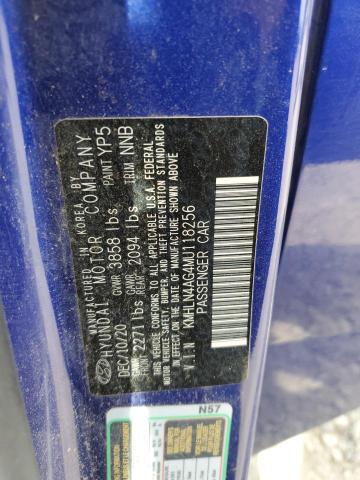 MANUFACTURED IN KOREA BY
HYUNDAI MOTOR COMPANY
DEC/10/20 GVWR 3858 lbs PAINT YP5
GAWR FRONT 2271 lbs GAWR REAR 2094 lbs TRIM NNB
THIS VEHICLE CONFORMS TO ALL APPLICABLE U.S.A. FEDERAL
MOTOR VEHICLE SAFETY, BUMPER, AND THEFT PREVENTION
STANDARDS IN EFFECT ON THE DATE OF MANUFACTURE SHOWN ABOVE
V.I.N KMHLN4AG4MU118256
PASSENGER CAR
N57